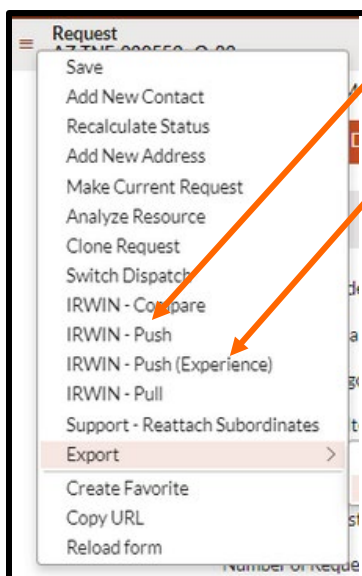 Request
Save
Add New Contact
Recalculate Status
Add New Address
Make Current Request
Analyze Resource
Clone Request
Switch Dispatch
IRWIN - Compare
IRWIN - Push
IRWIN - Push (Experience)
IRWIN - Pull
Support - Reattach Subordinates
Export
Create Favorite
Copy URL
Reload form